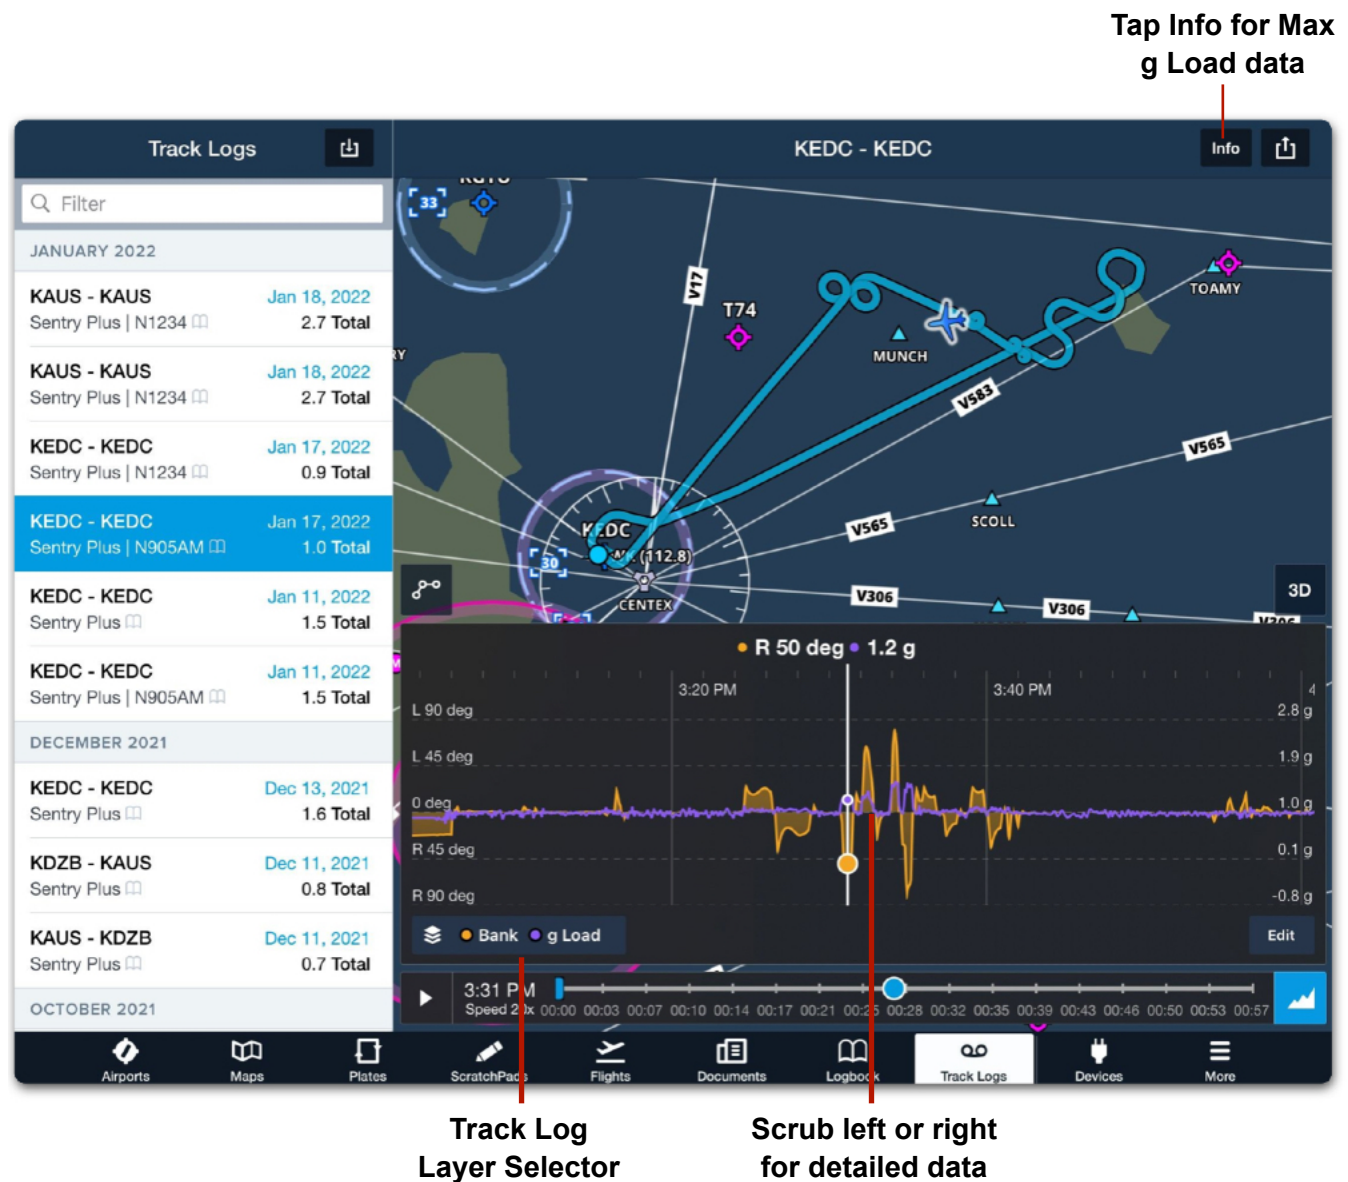 Tap Info for Max
g Load data
Track Logs
KEDC - KEDC
Info
Filter
JANUARY 2022
KAUS - KAUS Jan 18, 2022
Sentry Plus | N1234 2.7 Total
KAUS - KAUS Jan 18, 2022
Sentry Plus | N1234 2.7 Total
KEDC - KEDC Jan 17, 2022
Sentry Plus | N1234 0.9 Total
KEDC - KEDC Jan 17, 2022
Sentry Plus | N905AM 1.0 Total
KEDC - KEDC Jan 11, 2022
Sentry Plus 1.5 Total
KEDC - KEDC Jan 11, 2022
Sentry Plus | N905AM 1.5 Total
DECEMBER 2021
KEDC - KEDC Dec 13, 2021
Sentry Plus 1.6 Total
KDZB - KAUS Dec 11, 2021
Sentry Plus 0.8 Total
KAUS - KDZB Dec 11, 2021
Sentry Plus 0.7 Total
OCTOBER 2021
33
V17
T74
TOAMY
RY
MUNCH
V583
V565
SCOLL
V565
KEDC
(112.8)
30
CENTEX
V306
V306
3D
R 50 deg 1.2 g
3:20 PM 3:40 PM 4
L 90 deg 2.8 g
L 45 deg 1.9 g
0 deg 1.0 g
R 45 deg 0.1 g
R 90 deg -0.8 g
Bank g Load
Edit
3:31 PM
Speed
00:00 00:03 00:07 00:10 00:14 00:17 00:21 00:25 00:28 00:32 00:35 00:39 00:43 00:46 00:50 00:53 00:57
Airports Maps Plates ScratchPads Flights Documents Logbook Track Logs Devices More
Track Log
Layer Selector
Scrub left or right
for detailed data